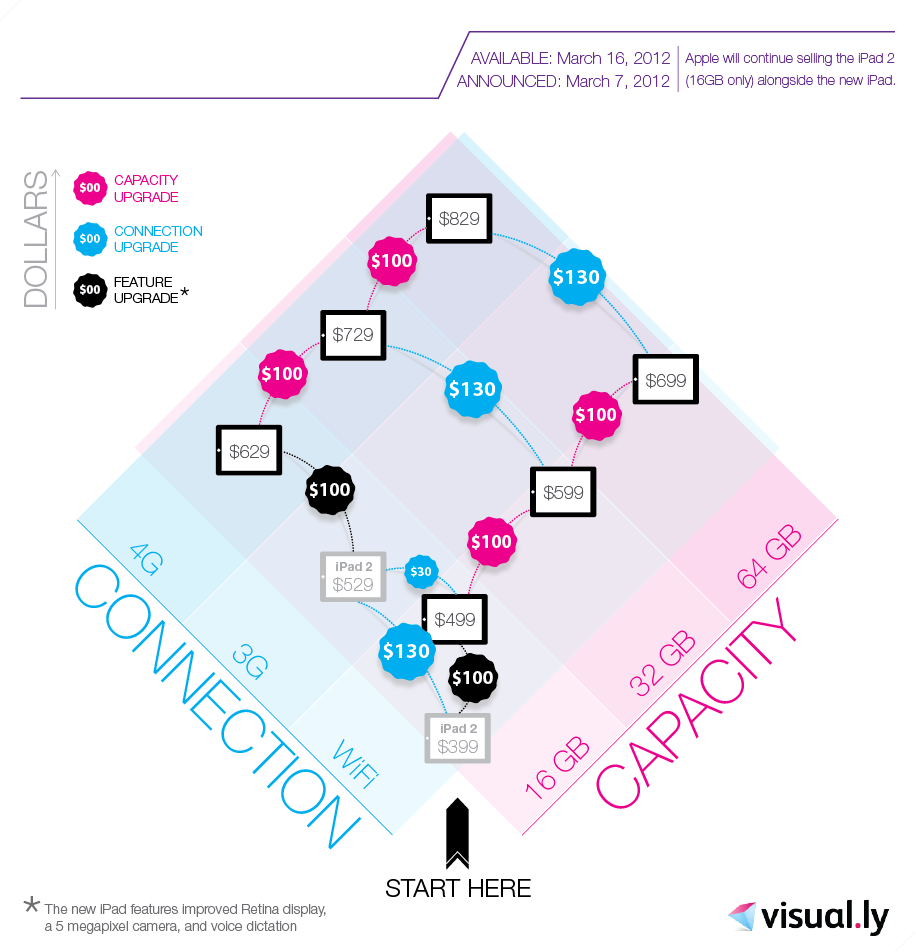 AVAILABLE: March 16, 2012
ANNOUNCED: March 7, 2012
Apple will continue selling the iPad 2
(16GB only) alongside the new iPad.
DOLLARS
$00 CAPACITY
UPGRADE
$00 CONNECTION
UPGRADE
$00 FEATURE
UPGRADE*
$829
$100
$130
$729
$100
$130
$699
$100
$629
$100
$599
$100
iPad 2
$529
$30
$499
$130
$100
iPad 2
$399
4G
3G
WiFi
CONNECTION
64 GB
32 GB
16 GB
CAPACITY
START HERE
* The new iPad features improved Retina display,
a 5 megapixel camera, and voice dictation
visual.ly